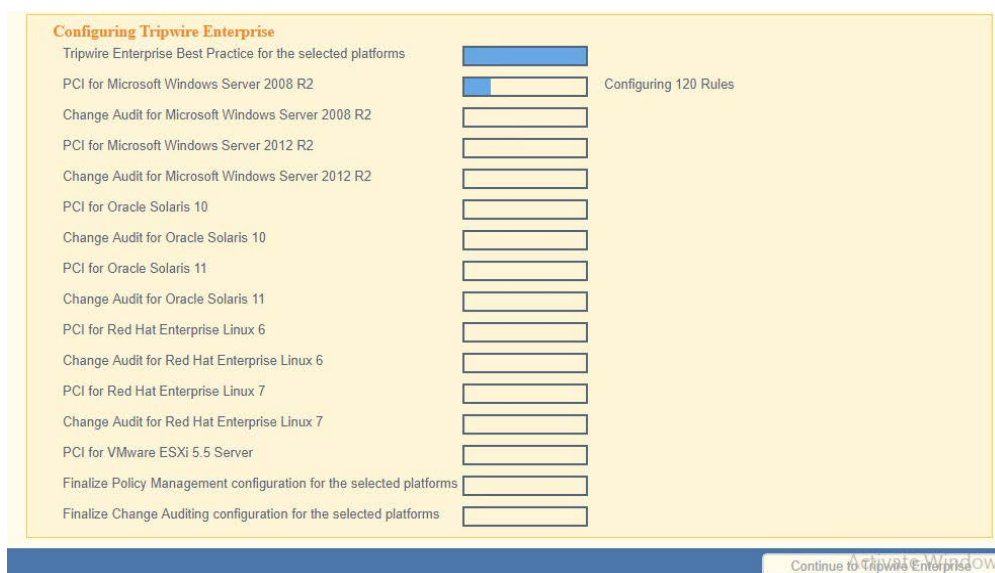 Configuring Tripwire Enterprise
Tripwire Enterprise Best Practice for the selected platforms
PCI for Microsoft Windows Server 2008 R2 Configuring 120 Rules
Change Audit for Microsoft Windows Server 2008 R2
PCI for Microsoft Windows Server 2012 R2
Change Audit for Microsoft Windows Server 2012 R2
PCI for Oracle Solaris 10
Change Audit for Oracle Solaris 10
PCI for Oracle Solaris 11
Change Audit for Oracle Solaris 11
PCI for Red Hat Enterprise Linux 6
Change Audit for Red Hat Enterprise Linux 6
PCI for Red Hat Enterprise Linux 7
Change Audit for Red Hat Enterprise Linux 7
PCI for VMware ESXi 5.5 Server
Finalize Policy Management configuration for the selected platforms
Finalize Change Auditing configuration for the selected platforms
Activate Window
Continue to Tripwire Enterprise